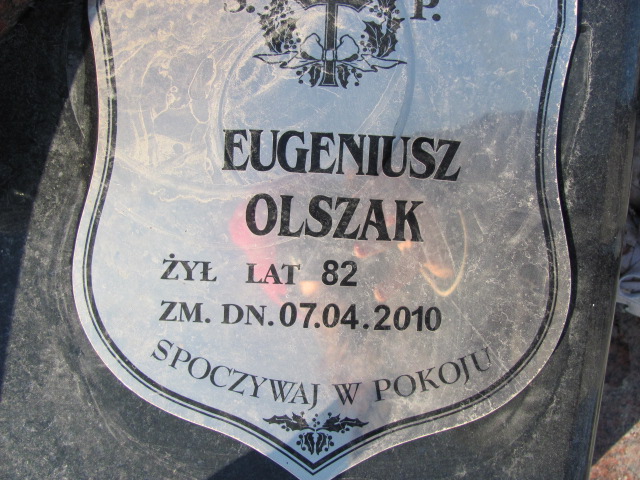 Ś. P.
EUGENIUSZ
OLSZAK
ŻYŁ LAT 82
ZM. DN. 07.04.2010
SPOCZYWAJ W POKOJU